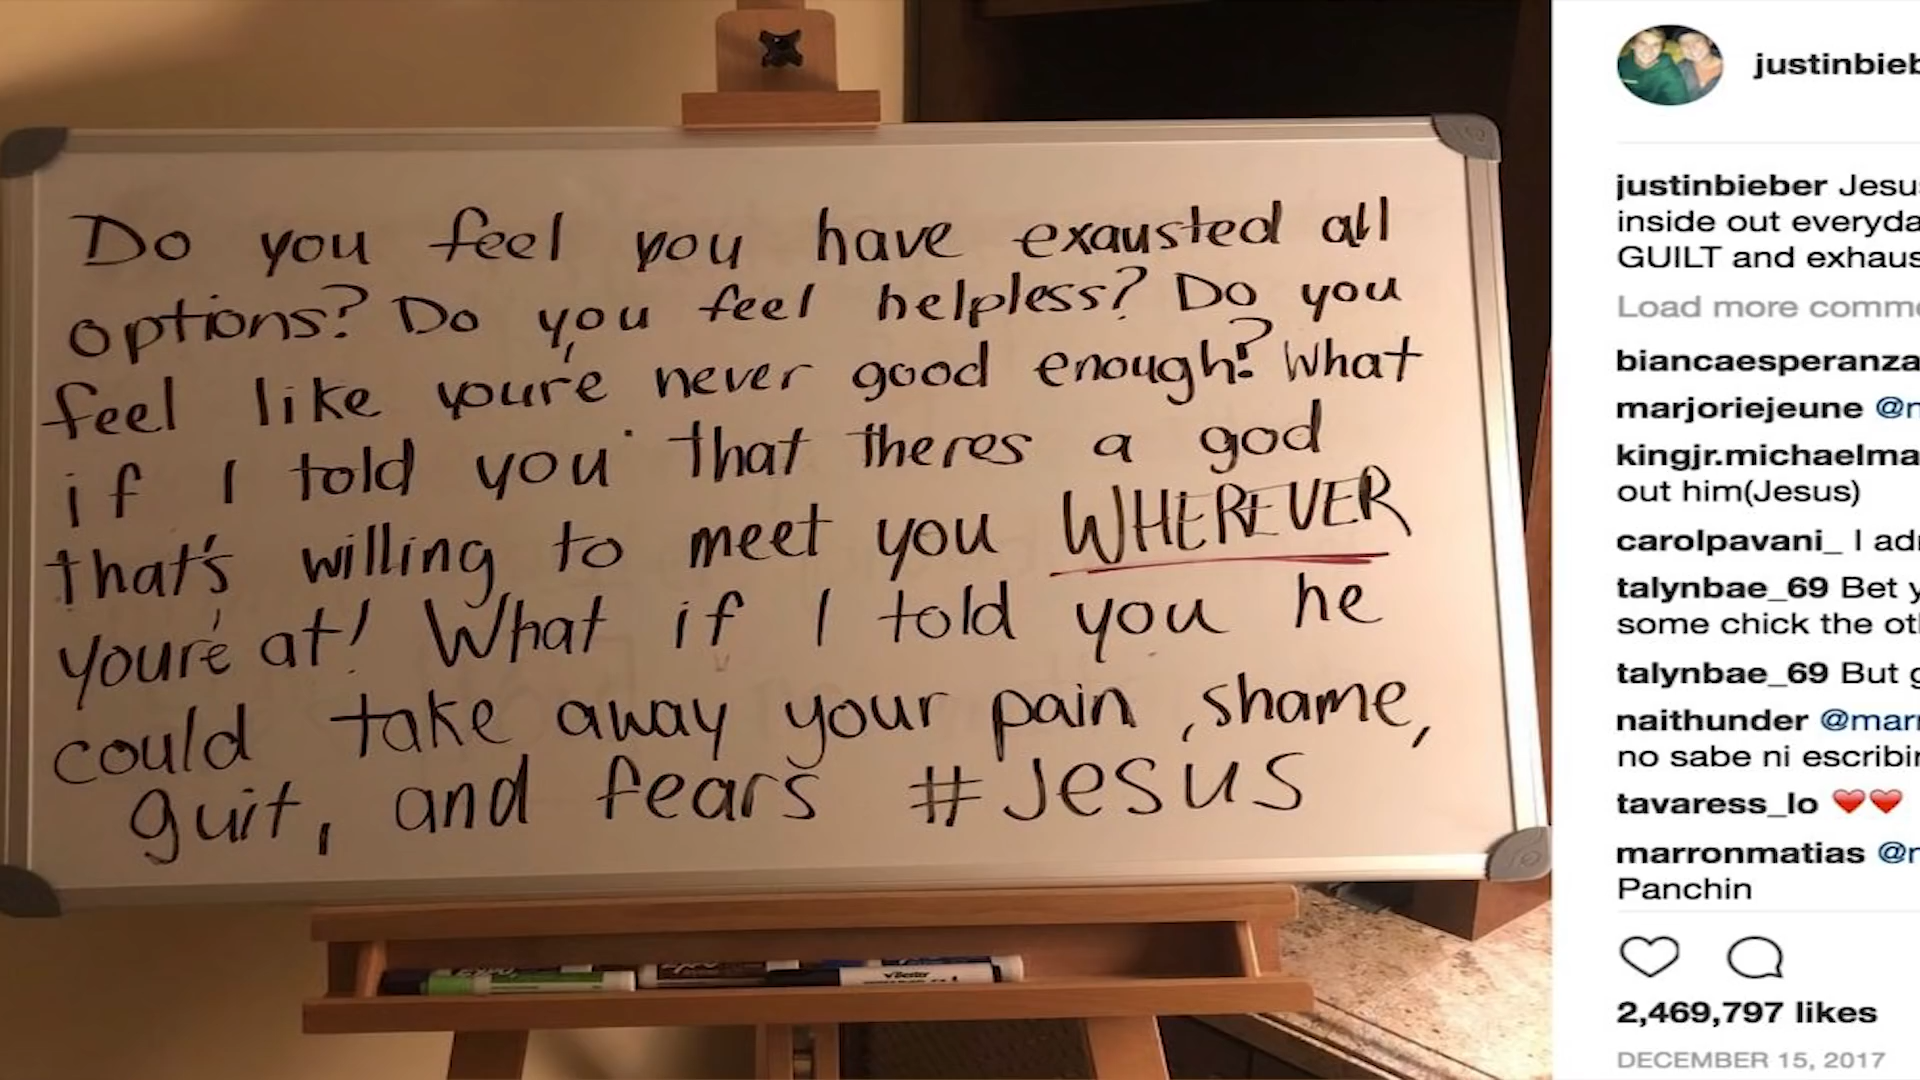 Do you feel you have exausted all
options? Do you feel helpless? Do you
feel like you're never good enough? What
if I told you that theres a god
that's willing to meet you WHEREVER
you're at! What if I told you he
could take away your pain, shame,
guit, and fears #Jesus
EXPO
justinbieb
justinbieber Jesu
inside out everyda
GUILT and exhaus
Load more comme
biancaesperanza
marjoriejeune @n
kingjr.michaelma
out him(Jesus)
carolpavani_ I adr
talynbae_69 Bet y
some chick the oth
talynbae_69 But g
naithunder @marr
no sabe ni escribir
tavaress_lo ❤️❤️
marronmatias @n
Panchin
2,469,797 likes
DECEMBER 15, 2017